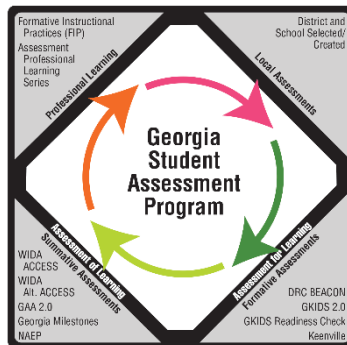 Formative Instructional
Practices (FIP)
Assessment
Professional
Learning
Series
Professional Learning
District and
School Selected/
Created
Local Assessments
Georgia
Student
Assessment
Program
Assessment of Learning
Summative Assessments
WIDA
ACCESS
WIDA
Alt. ACCESS
GAA 2.0
Georgia Milestones
NAEP
Assessment for Learning
Formative Assessments
DRC BEACON
GKIDS 2.0
GKIDS Readiness Check
Keenville